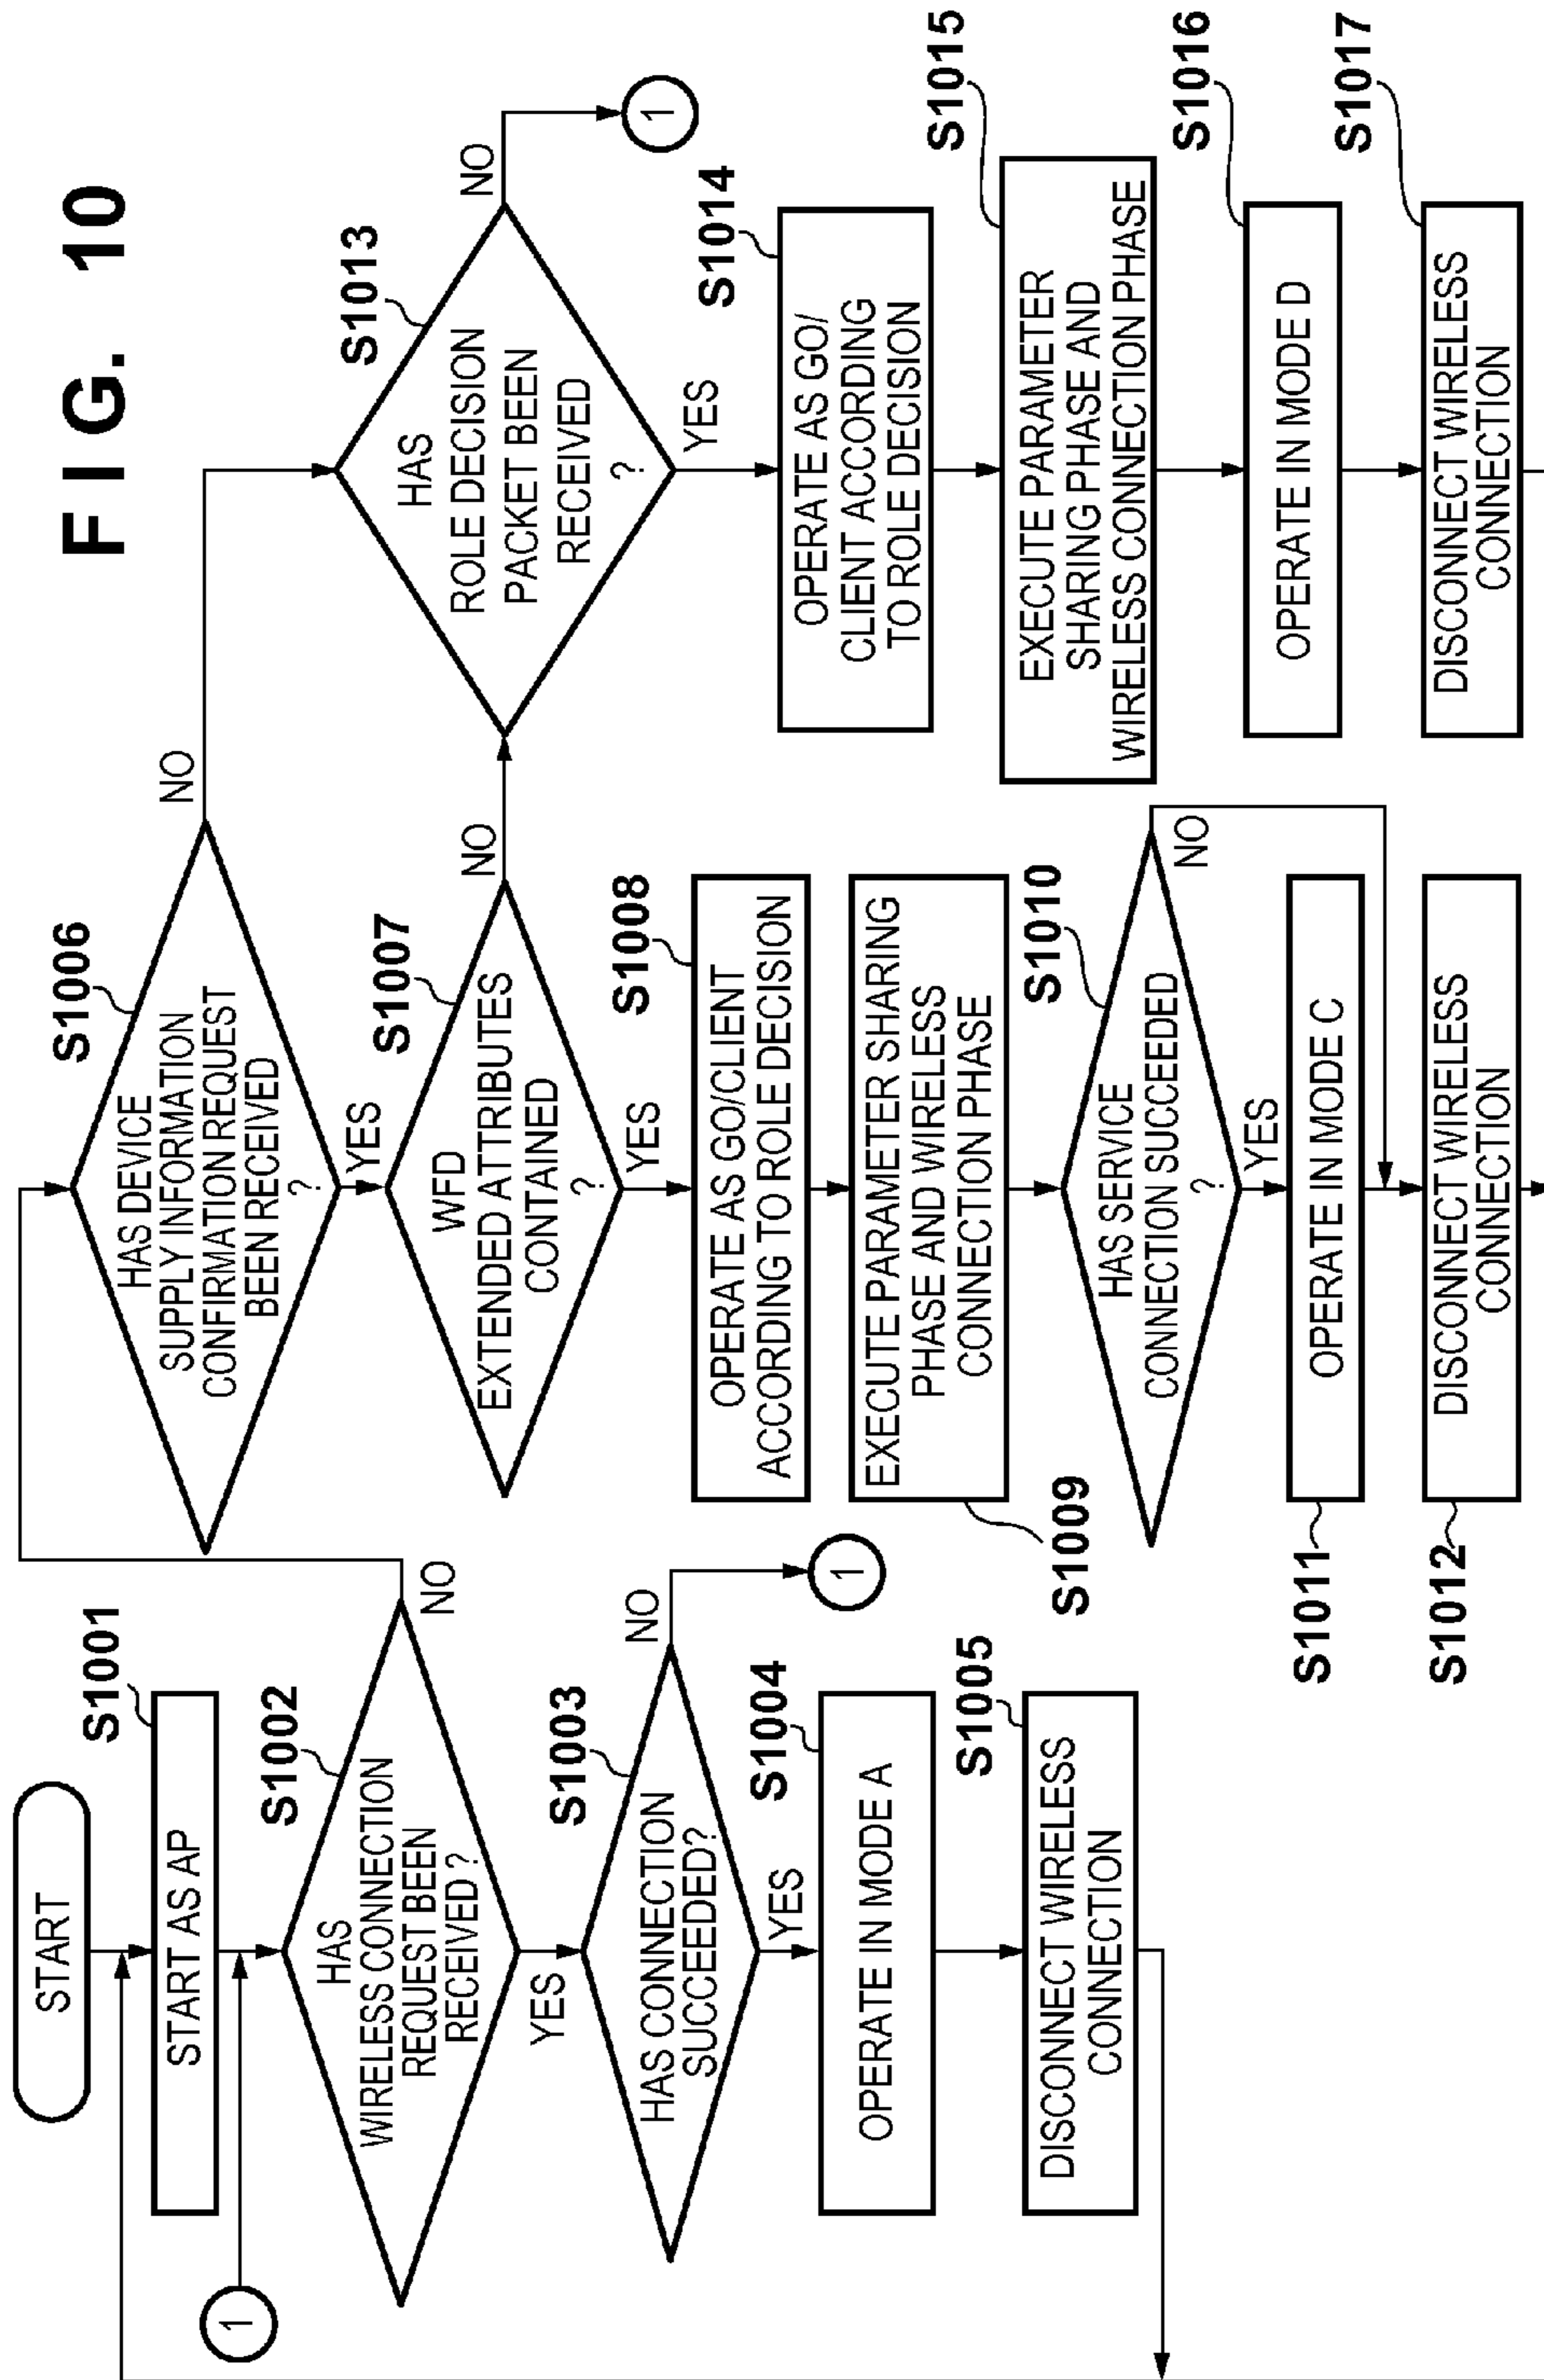 FIG. 10
START
S1001
START AS AP
1
S1002
HAS
WIRELESS CONNECTION
REQUEST BEEN
RECEIVED ?
NO
YES
S1003
HAS CONNECTION
SUCCEEDED?
NO
1
YES
S1004
OPERATE IN MODE A
S1005
DISCONNECT WIRELESS
CONNECTION
S1006
HAS DEVICE
SUPPLY INFORMATION
CONFIRMATION REQUEST
BEEN RECEIVED
?
NO
YES
S1007
WFD
EXTENDED ATTRIBUTES
CONTAINED
?
NO
YES
S1008
OPERATE AS GO/CLIENT
ACCORDING TO ROLE DECISION
EXECUTE PARAMETER SHARING
PHASE AND WIRELESS
CONNECTION PHASE
S1009
S1010
HAS SERVICE
CONNECTION SUCCEEDED
?
NO
YES
OPERATE IN MODE C
S1011
DISCONNECT WIRELESS
CONNECTION
S1012
S1013
HAS
ROLE DECISION
PACKET BEEN
RECEIVED
?
NO
1
YES
S1014
OPERATE AS GO/
CLIENT ACCORDING
TO ROLE DECISION
S1015
EXECUTE PARAMETER
SHARING PHASE AND
WIRELESS CONNECTION PHASE
S1016
OPERATE IN MODE D
S1017
DISCONNECT WIRELESS
CONNECTION